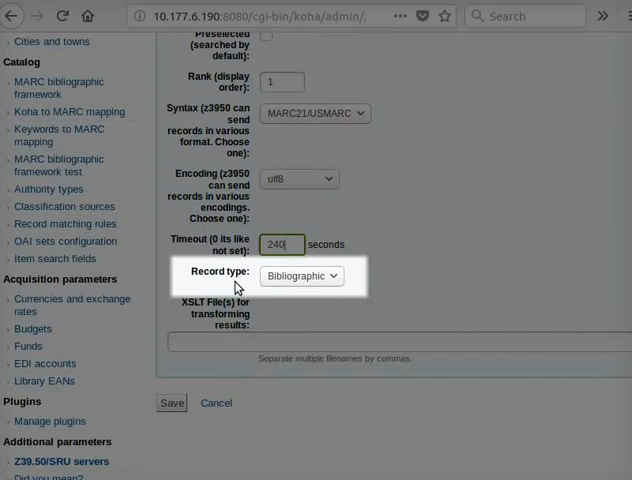 10.177.6.190:8080/cgi-bin/koha/admin/
Search
Cities and towns
Catalog
MARC bibliographic
framework
Koha to MARC mapping
Keywords to MARC
mapping
MARC bibliographic
framework test
Authority types
Classification sources
Record matching rules
OAI sets configuration
Item search fields
Acquisition parameters
Currencies and exchange
rates
Budgets
Funds
EDI accounts
Library EANs
Plugins
Manage plugins
Additional parameters
Z39.50/SRU servers
Did you mean?
Preselected
(searched by
default):
Rank (display
order):
1
Syntax (z3950 can
send
records in various
format. Choose
one):
MARC21/USMARC
Encoding (z3950
can send
records in various
encodings.
Choose one):
utf8
Timeout (0 its like
not set):
240
seconds
Record type:
Bibliographic
XSLT File(s) for
transforming
results:
Separate multiple filenames by commas.
Save
Cancel